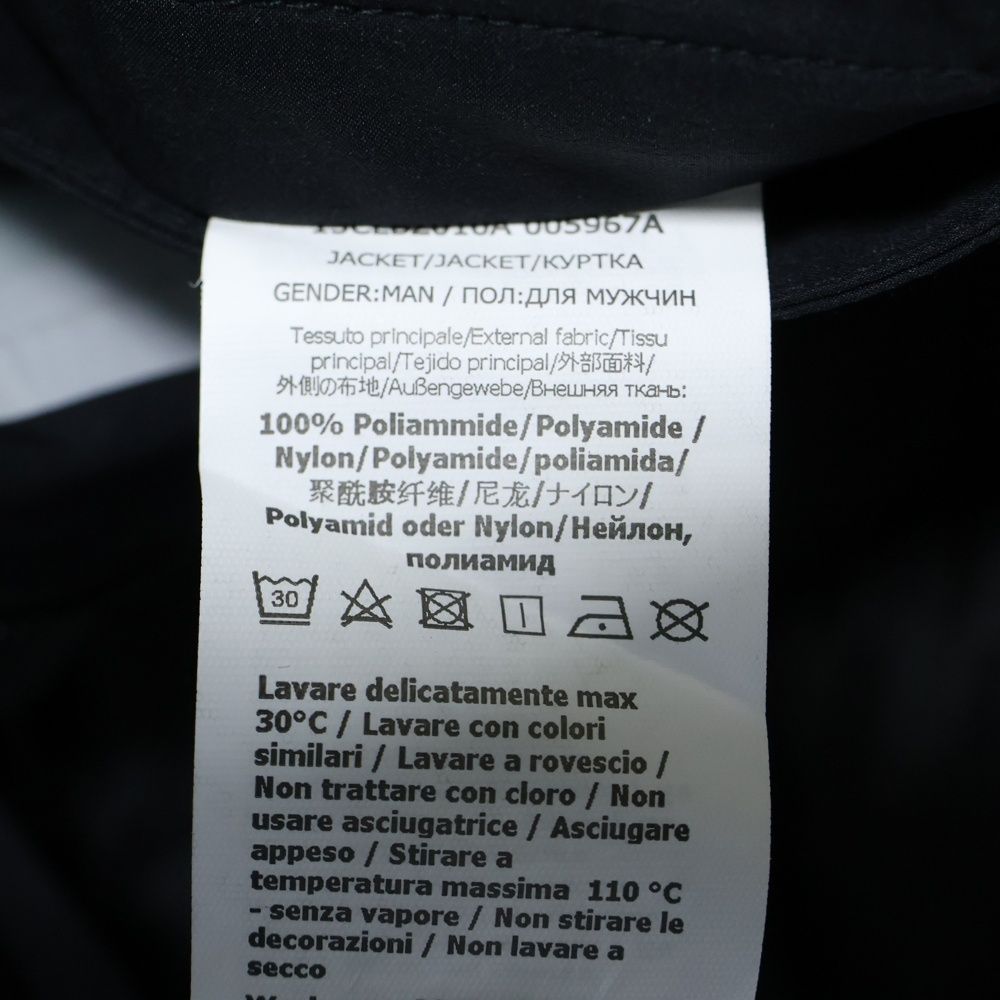 005967A
JACKET/JACKET/КУРТКА
GENDER:MAN / ПОЛ:ДЛЯ МУЖЧИН
Tessuto principale/External fabric/Tissu
principal/Tejido principal/外部面料/
外側の布地/Außengewebe/Внешняя ткань:
100% Poliammide/Polyamide /
Nylon/Polyamide/poliamida/
聚酰胺纤维/尼龙/ナイロン/
Polyamid oder Nylon/Нейлон,
полиамид
30
Lavare delicatamente max
30°C / Lavare con colori
similari / Lavare a rovescio /
Non trattare con cloro / Non
usare asciugatrice / Asciugare
appeso / Stirare a
temperatura massima 110 °C
- senza vapore / Non stirare le
decorazioni / Non lavare a
secco